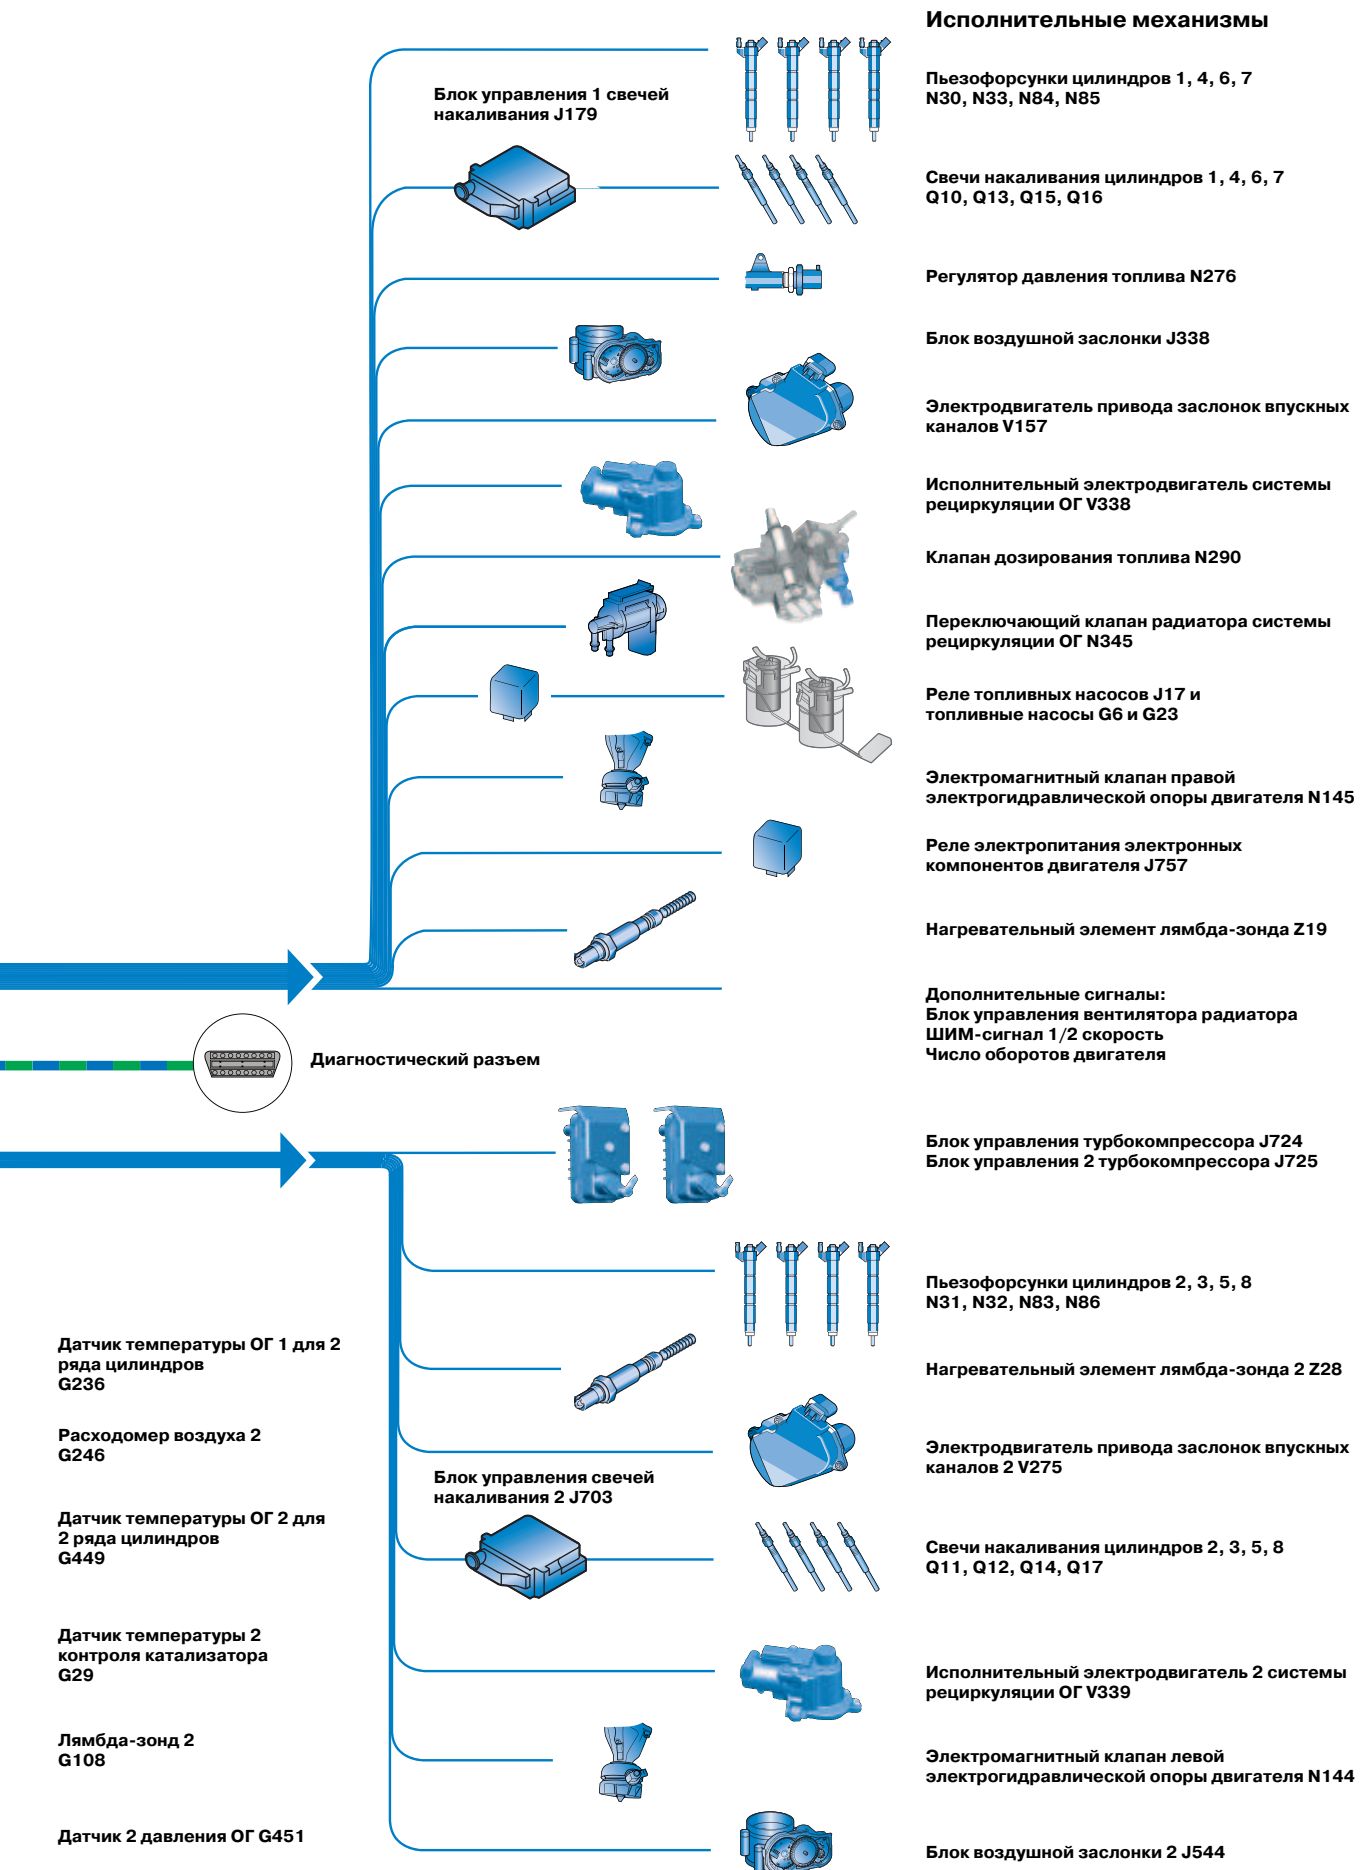 Исполнительные механизмы
Пьезофорсунки цилиндров 1, 4, 6, 7
N30, N33, N84, N85
Блок управления 1 свечей
накаливания J179
Свечи накаливания цилиндров 1, 4, 6, 7
Q10, Q13, Q15, Q16
Регулятор давления топлива N276
Блок воздушной заслонки J338
Электродвигатель привода заслонок впускных
каналов V157
Исполнительный электродвигатель системы
рециркуляции ОГ V338
Клапан дозирования топлива N290
Переключающий клапан радиатора системы
рециркуляции ОГ N345
Реле топливных насосов J17 и
топливные насосы G6 и G23
Электромагнитный клапан правой
электрогидравлической опоры двигателя N145
Реле электропитания электронных
компонентов двигателя J757
Нагревательный элемент лямбда-зонда Z19
Дополнительные сигналы:
Блок управления вентилятора радиатора
ШИМ-сигнал 1/2 скорость
Число оборотов двигателя
Диагностический разъем
Блок управления турбокомпрессора J724
Блок управления 2 турбокомпрессора J725
Пьезофорсунки цилиндров 2, 3, 5, 8
N31, N32, N83, N86
Датчик температуры ОГ 1 для 2
ряда цилиндров
G236
Нагревательный элемент лямбда-зонда 2 Z28
Расходомер воздуха 2
G246
Электродвигатель привода заслонок впускных
каналов 2 V275
Блок управления свечей
накаливания 2 J703
Датчик температуры ОГ 2 для
2 ряда цилиндров
G449
Свечи накаливания цилиндров 2, 3, 5, 8
Q11, Q12, Q14, Q17
Датчик температуры 2
контроля катализатора
G29
Исполнительный электродвигатель 2 системы
рециркуляции ОГ V339
Лямбда-зонд 2
G108
Электромагнитный клапан левой
электрогидравлической опоры двигателя N144
Датчик 2 давления ОГ G451
Блок воздушной заслонки 2 J544